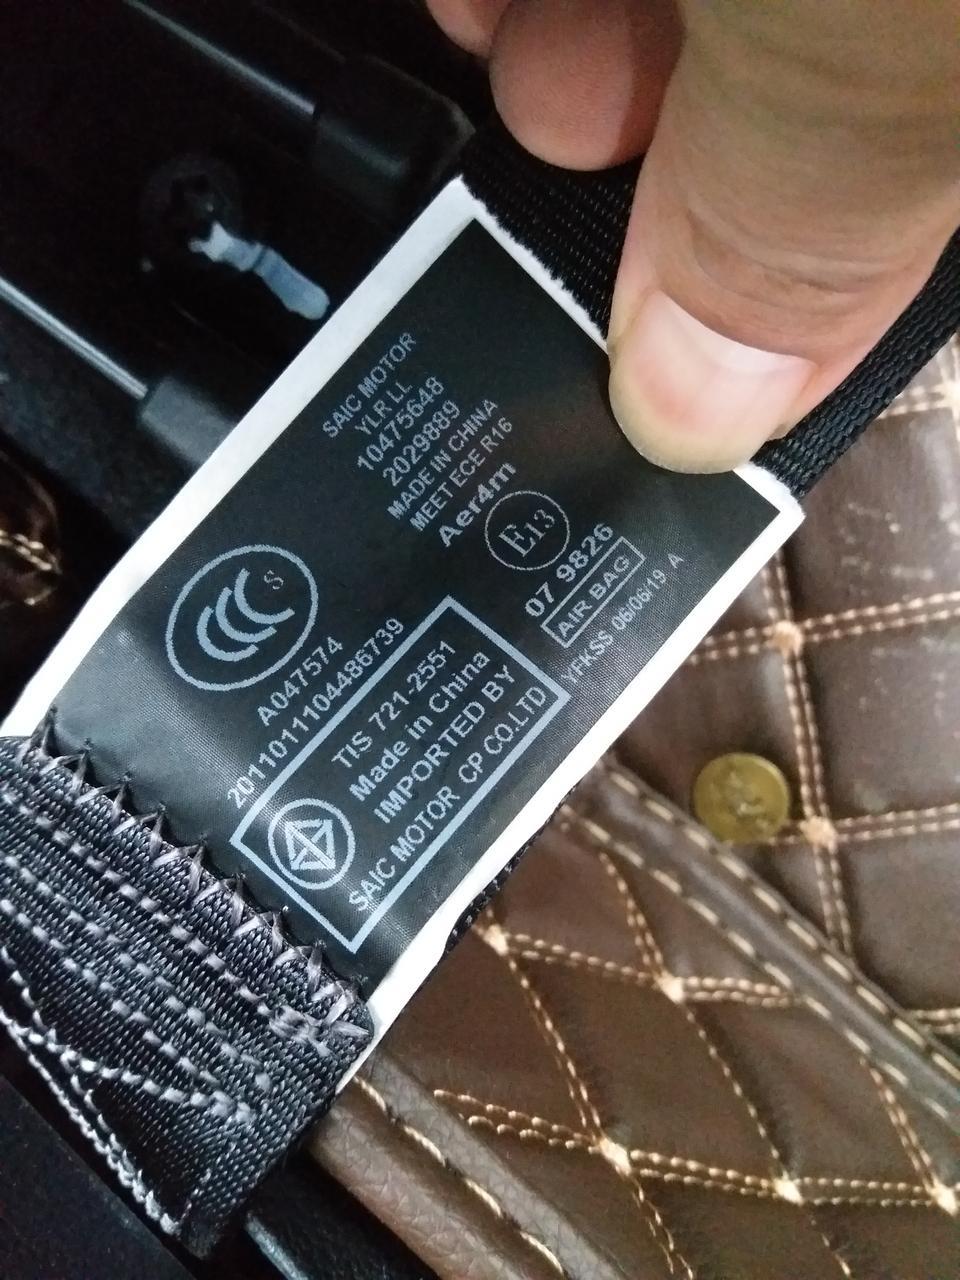 SAIC MOTOR
YLR LL
10475648
2029889
MADE IN CHINA
MEET ECE R16
Aer4m
E13
07 9826
AIR BAG
YFKSS 06/06/19 A
CCC S
A047574
2011011104486739
TIS 721-2551
Made in China
IMPORTED BY
SAIC MOTOR CP CO.LTD